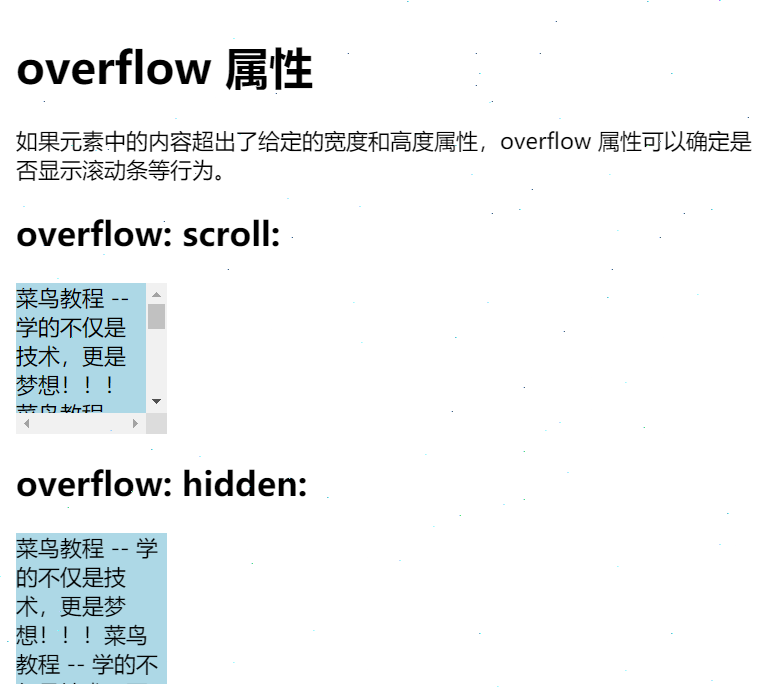 overflow 属性
如果元素中的内容超出了给定的宽度和高度属性，overflow 属性可以确定是
否显示滚动条等行为。
overflow: scroll:
菜鸟教程 --
学的不仅是
技术，更是
梦想！！！
菜鸟教程
overflow: hidden:
菜鸟教程 -- 学
的不仅是技
术，更是梦
想！！！菜鸟
教程 -- 学的不